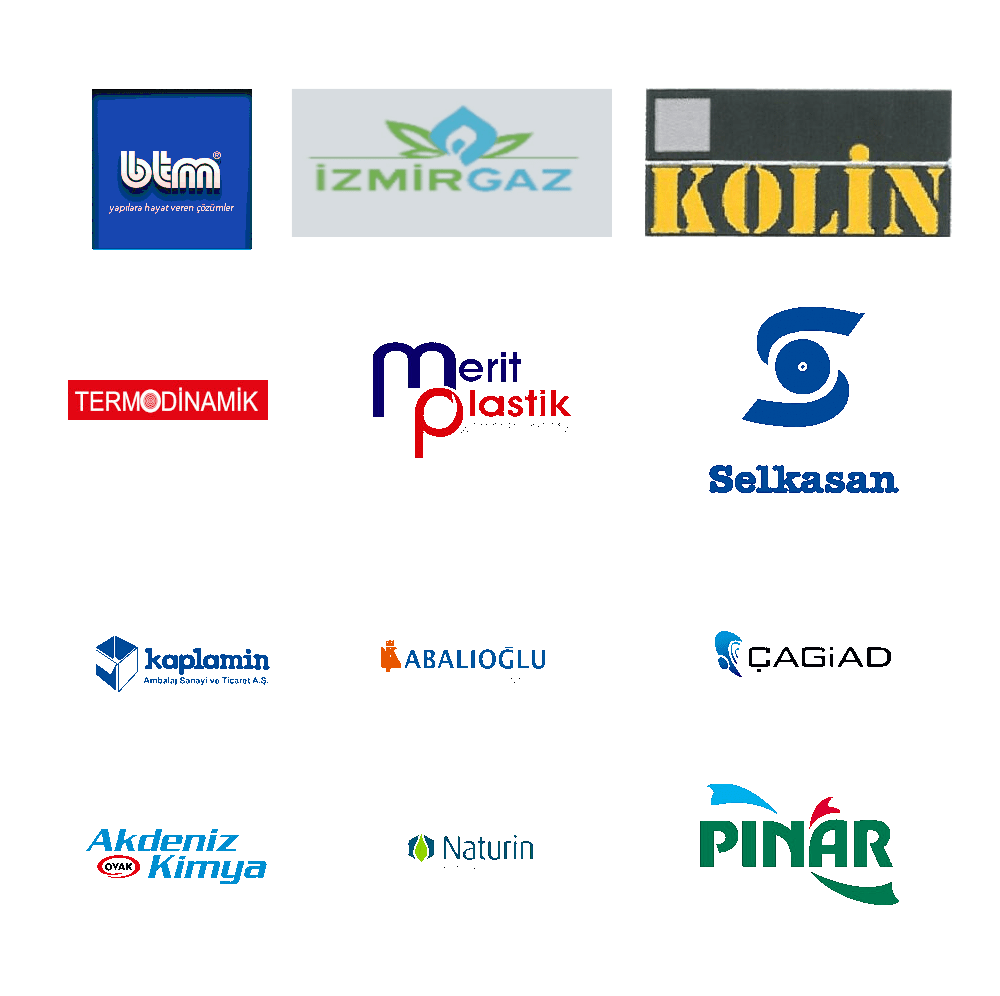 btm®
yapılara hayat veren çözümler
İZMİRGAZ
KOLİN
TERMODİNAMİK
merit
plastik
Selkasan
kaplamin
Ambalaj Sanayi ve Ticaret A.Ş.
ABALIOĞLU
ÇAGiAD
Akdeniz
OYAK
Kimya
Naturin
PINAR